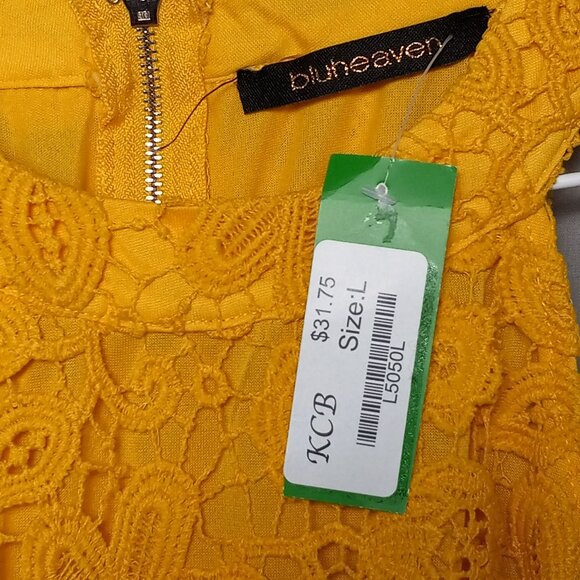 bluheaven
$31.75
Size:L
L5050L
KCB